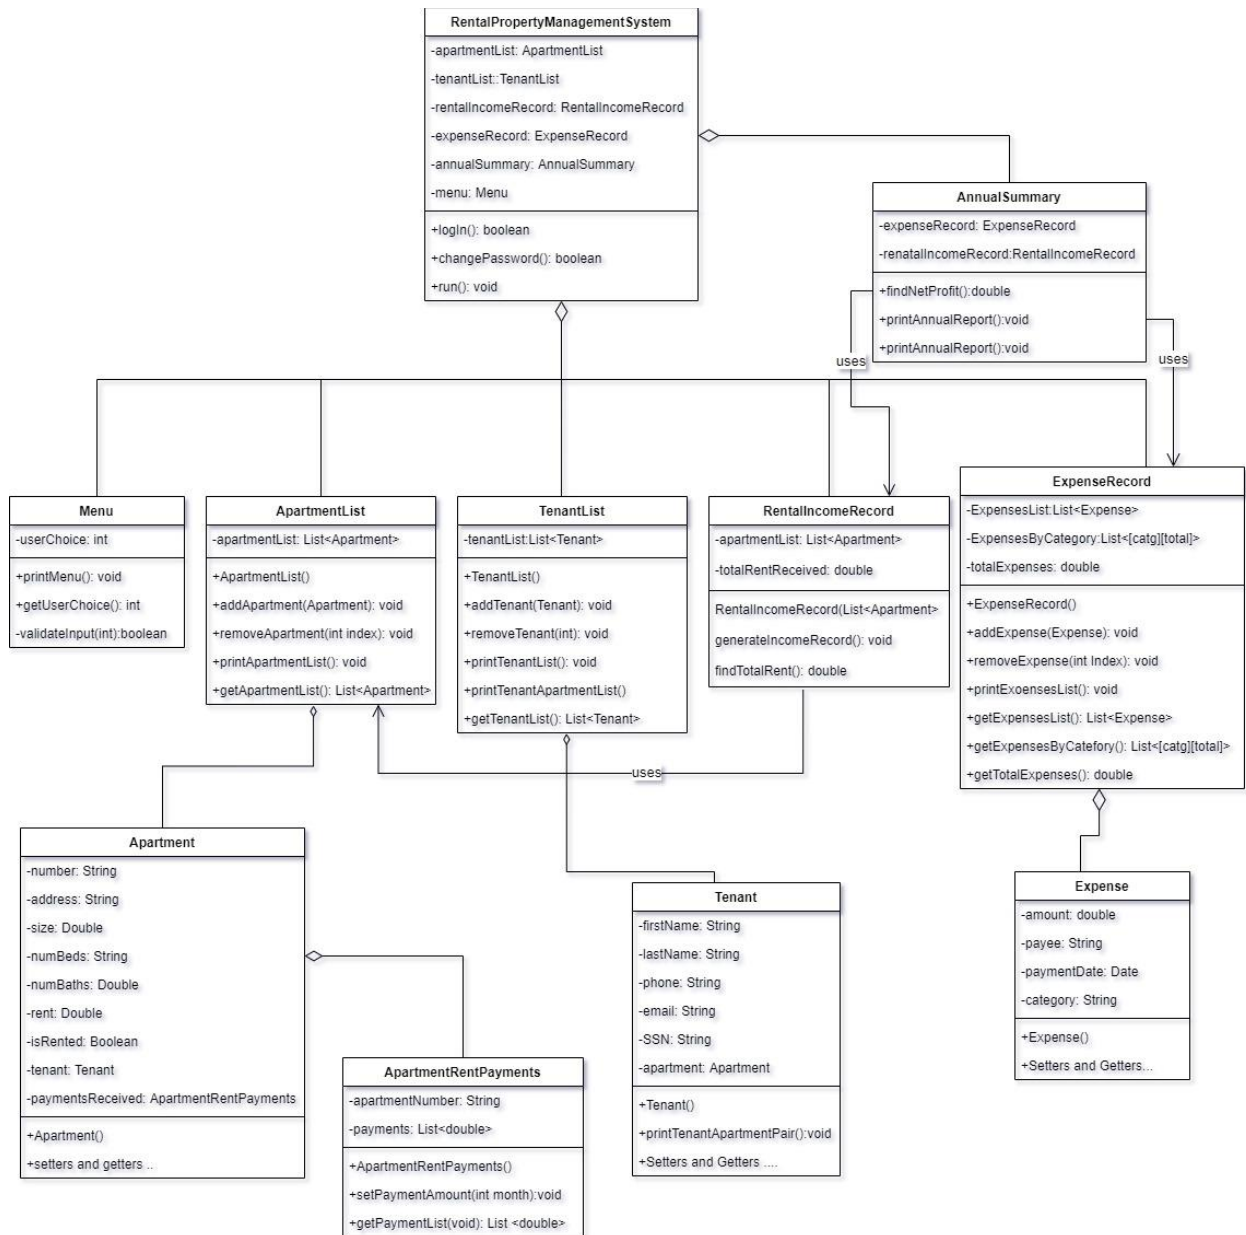 RentalPropertyManagementSystem
-apartmentList: ApartmentList
-tenantList::TenantList
-rentalIncomeRecord: RentalIncomeRecord
-expenseRecord: ExpenseRecord
-annualSummary: AnnualSummary
-menu: Menu
+logIn(): boolean
+changePassword(): boolean
+run(): void
AnnualSummary
-expenseRecord: ExpenseRecord
-renatalIncomeRecord:RentalIncomeRecord
+findNetProfit():double
+printAnnualReport():void
+printAnnualReport():void
uses
uses
Menu
-userChoice: int
+printMenu(): void
+getUserChoice(): int
-validateInput(int):boolean
ApartmentList
-apartmentList: List<Apartment>
+ApartmentList()
+addApartment(Apartment): void
+removeApartment(int index): void
+printApartmentList(): void
+getApartmentList(): List<Apartment>
TenantList
-tenantList:List<Tenant>
+TenantList()
+addTenant(Tenant): void
+removeTenant(int): void
+printTenantList(): void
+printTenantApartmentList()
+getTenantList(): List<Tenant>
RentalIncomeRecord
-apartmentList: List<Apartment>
-totalRentReceived: double
RentalIncomeRecord(List<Apartment>
generateIncomeRecord(): void
findTotalRent(): double
ExpenseRecord
-ExpensesList:List<Expense>
-ExpensesByCategory:List<[catg][total]>
-totalExpenses: double
+ExpenseRecord()
+addExpense(Expense): void
+removeExpense(int Index): void
+printExoensesList(): void
+getExpensesList(): List<Expense>
+getExpensesByCatefory(): List<[catg][total]>
+getTotalExpenses(): double
uses
Apartment
-number: String
-address: String
-size: Double
-numBeds: String
-numBaths: Double
-rent: Double
-isRented: Boolean
-tenant: Tenant
-paymentsReceived: ApartmentRentPayments
+Apartment()
+setters and getters ..
ApartmentRentPayments
-apartmentNumber: String
-payments: List<double>
+ApartmentRentPayments()
+setPaymentAmount(int month):void
+getPaymentList(void): List <double>
Tenant
-firstName: String
-lastName: String
-phone: String
-email: String
-SSN: String
-apartment: Apartment
+Tenant()
+printTenantApartmentPair():void
+Setters and Getters ....
Expense
-amount: double
-payee: String
-paymentDate: Date
-category: String
+Expense()
+Setters and Getters...